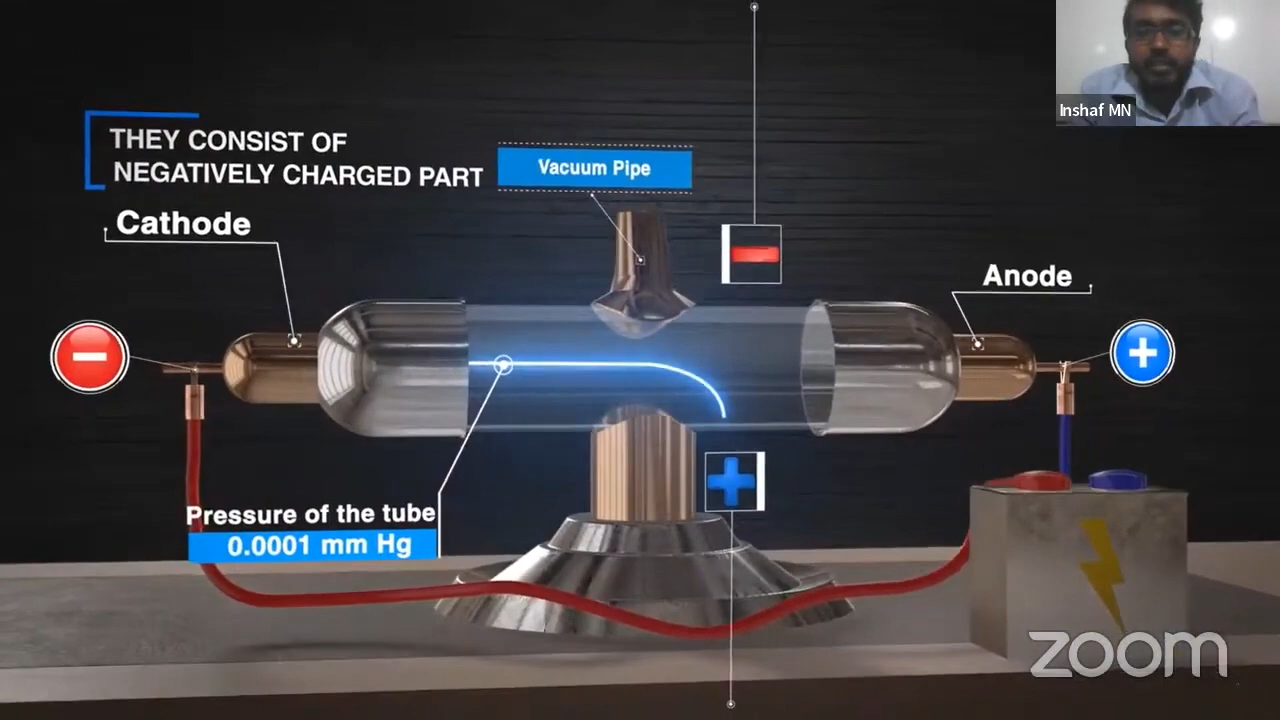 Inshaf MN
THEY CONSIST OF
NEGATIVELY CHARGED PART
Vacuum Pipe
Cathode
Anode
Pressure of the tube
0.0001 mm Hg
zoom